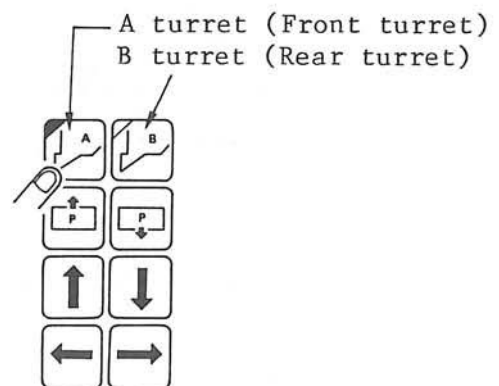 A turret (Front turret)
B turret (Rear turret)
A B
P P